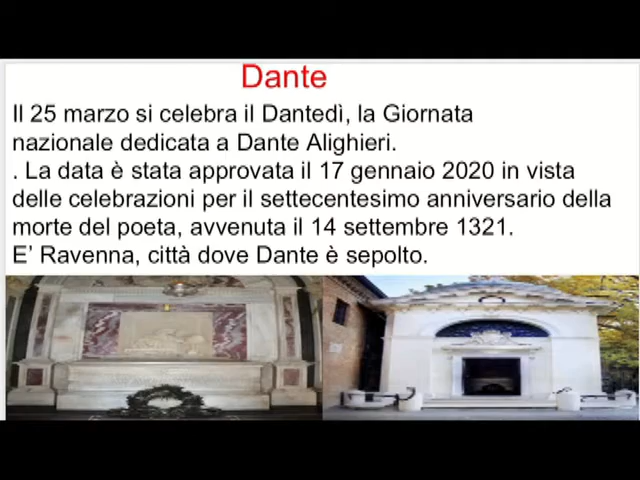 Dante
Il 25 marzo si celebra il Dantedì, la Giornata
nazionale dedicata a Dante Alighieri.
. La data è stata approvata il 17 gennaio 2020 in vista
delle celebrazioni per il settecentesimo anniversario della
morte del poeta, avvenuta il 14 settembre 1321.
E’ Ravenna, città dove Dante è sepolto.